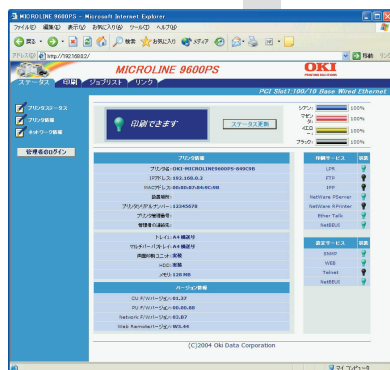 MICROLINE 9600PS - Microsoft Internet Explorer
ファイル(F) 編集(E) 表示(V) お気に入り(A) ツール(T) ヘルプ(H)
戻る 検索 お気に入り メディア
アドレス(D) http://192.168.0.2/ 移動 リンク
MICROLINE 9600PS
OKI
ステータス 印刷 ジョブリスト リンク
PCI Slot1:100/10 Base Wired Ethernet
プリンタステータス
プリンタ情報
ネットワーク情報
管理者のログイン
印刷できます
ステータス更新
シアン: 100%
マゼンタ: 100%
イエロー: 100%
ブラック: 100%
プリンタ情報
プリンタ名: OKI-MICROLINE9600PS-849C9B
IPアドレス: 192.168.0.2
MACアドレス: 00:80:87:84:9C:9B
設置場所:
プリンタシリアルナンバー: 12345678
プリンタ管理番号:
管理者の連絡先:
トレイ1: A4 横送り
マルチパーパストレイ: A4 横送り
両面印刷ユニット: 実装
HDD: 実装
メモリ: 128 MB
バージョン情報
CU F/Wバージョン: 01.37
PU F/Wバージョン: 00.00.88
Network F/Wバージョン: 03.07
Web Remoteバージョン: W3.44
印刷サービス 状態
LPR
FTP
IPP
NetWare PServer
NetWare RPrinter
Ether Talk
NetBEUI
設定サービス 状態
SNMP
WEB
Telnet
NetBEUI
(C)2004 Oki Data Corporation
マイ コンピュータ